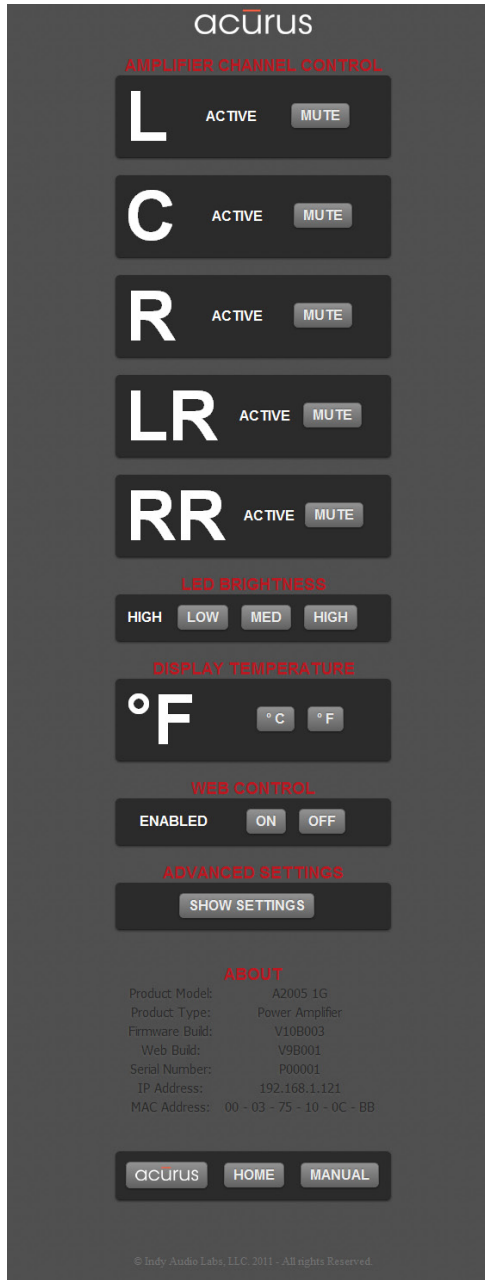 acurus
AMPLIFIER CHANNEL CONTROL
L ACTIVE MUTE
C ACTIVE MUTE
R ACTIVE MUTE
LR ACTIVE MUTE
RR ACTIVE MUTE
LED BRIGHTNESS
HIGH LOW MED HIGH
DISPLAY TEMPERATURE
°F ° C ° F
WEB CONTROL
ENABLED ON OFF
ADVANCED SETTINGS
SHOW SETTINGS
ABOUT
Product Model: A2005 1G
Product Type: Power Amplifier
Firmware Build: V10B003
Web Build: V9B001
Serial Number: P00001
IP Address: 192.168.1.121
MAC Address: 00 - 03 - 75 - 10 - 0C - BB
acurus HOME MANUAL
© Indy Audio Labs, LLC. 2011 - All rights Reserved.